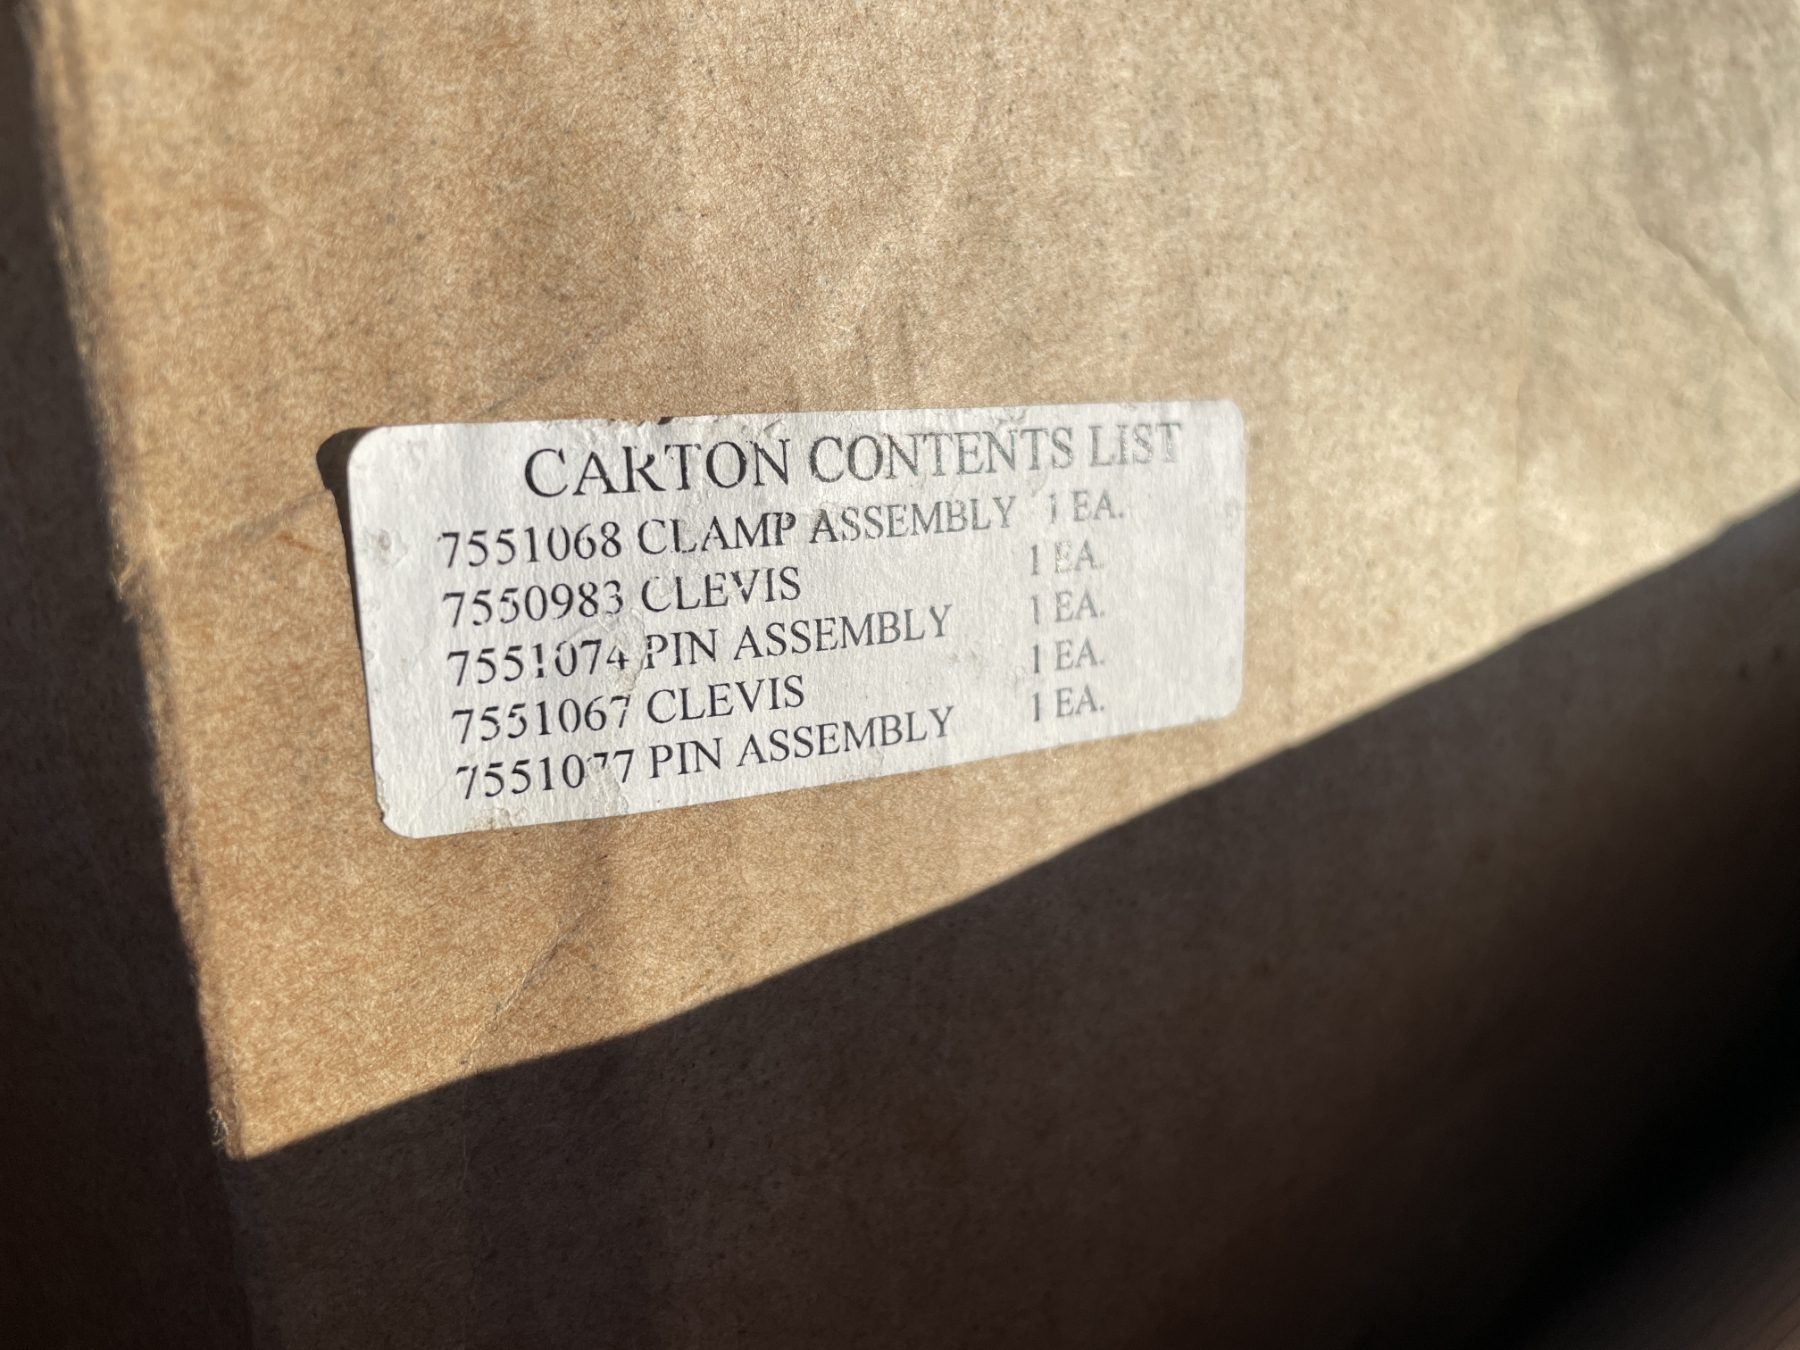 CARTON CONTENTS LIST
7551068 CLAMP ASSEMBLY 1 EA.
7550983 CLEVIS 1 EA.
7551074 PIN ASSEMBLY 1 EA.
7551067 CLEVIS 1 EA.
7551077 PIN ASSEMBLY 1 EA.